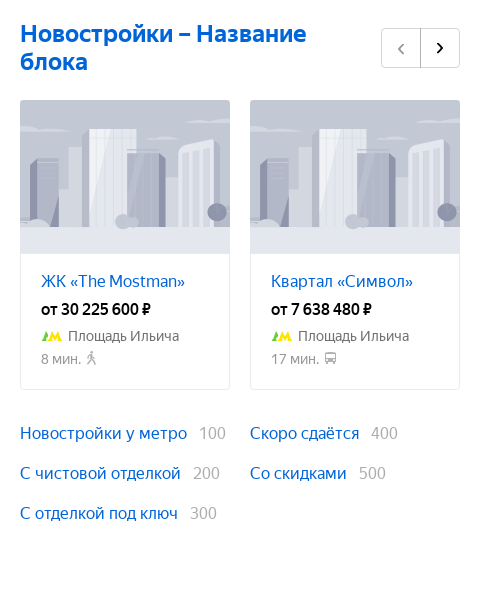 Новостройки – Название
блока
ЖК «The Mostman»
от 30 225 600 ₽
Площадь Ильича
8 мин.
Квартал «Символ»
от 7 638 480 ₽
Площадь Ильича
17 мин.
Новостройки у метро 100
Скоро сдаётся 400
С чистовой отделкой 200
Со скидками 500
С отделкой под ключ 300